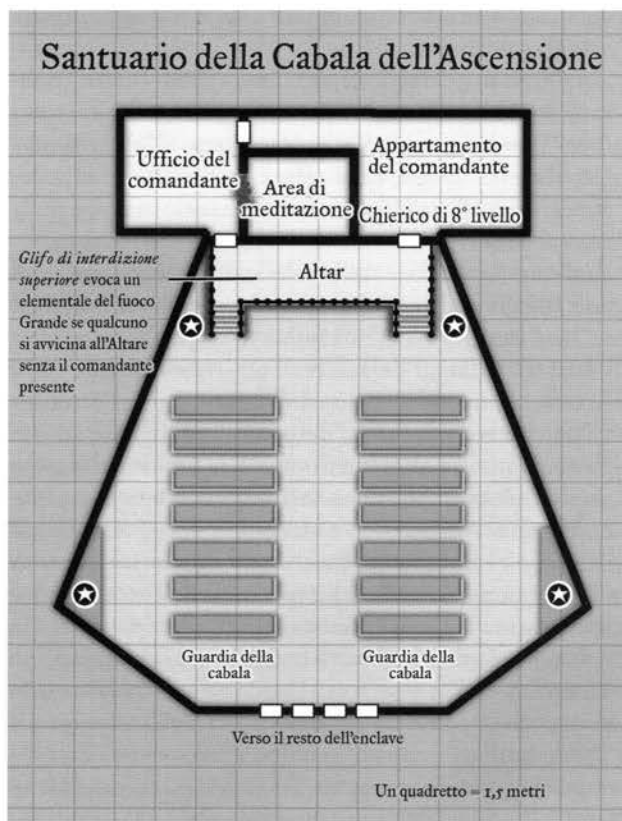 Santuario della Cabala dell'Ascensione
Ufficio del
comandante
Area di
meditazione
Appartamento
del comandante
Chierico di 8° livello
Glifo di interdizione
superiore evoca un
elementale del fuoco
Grande se qualcuno
si avvicina all'Altare
senza il comandante
presente
Altar
Guardia della
cabala
Guardia della
cabala
Verso il resto dell'enclave
Un quadretto = 1,5 metri